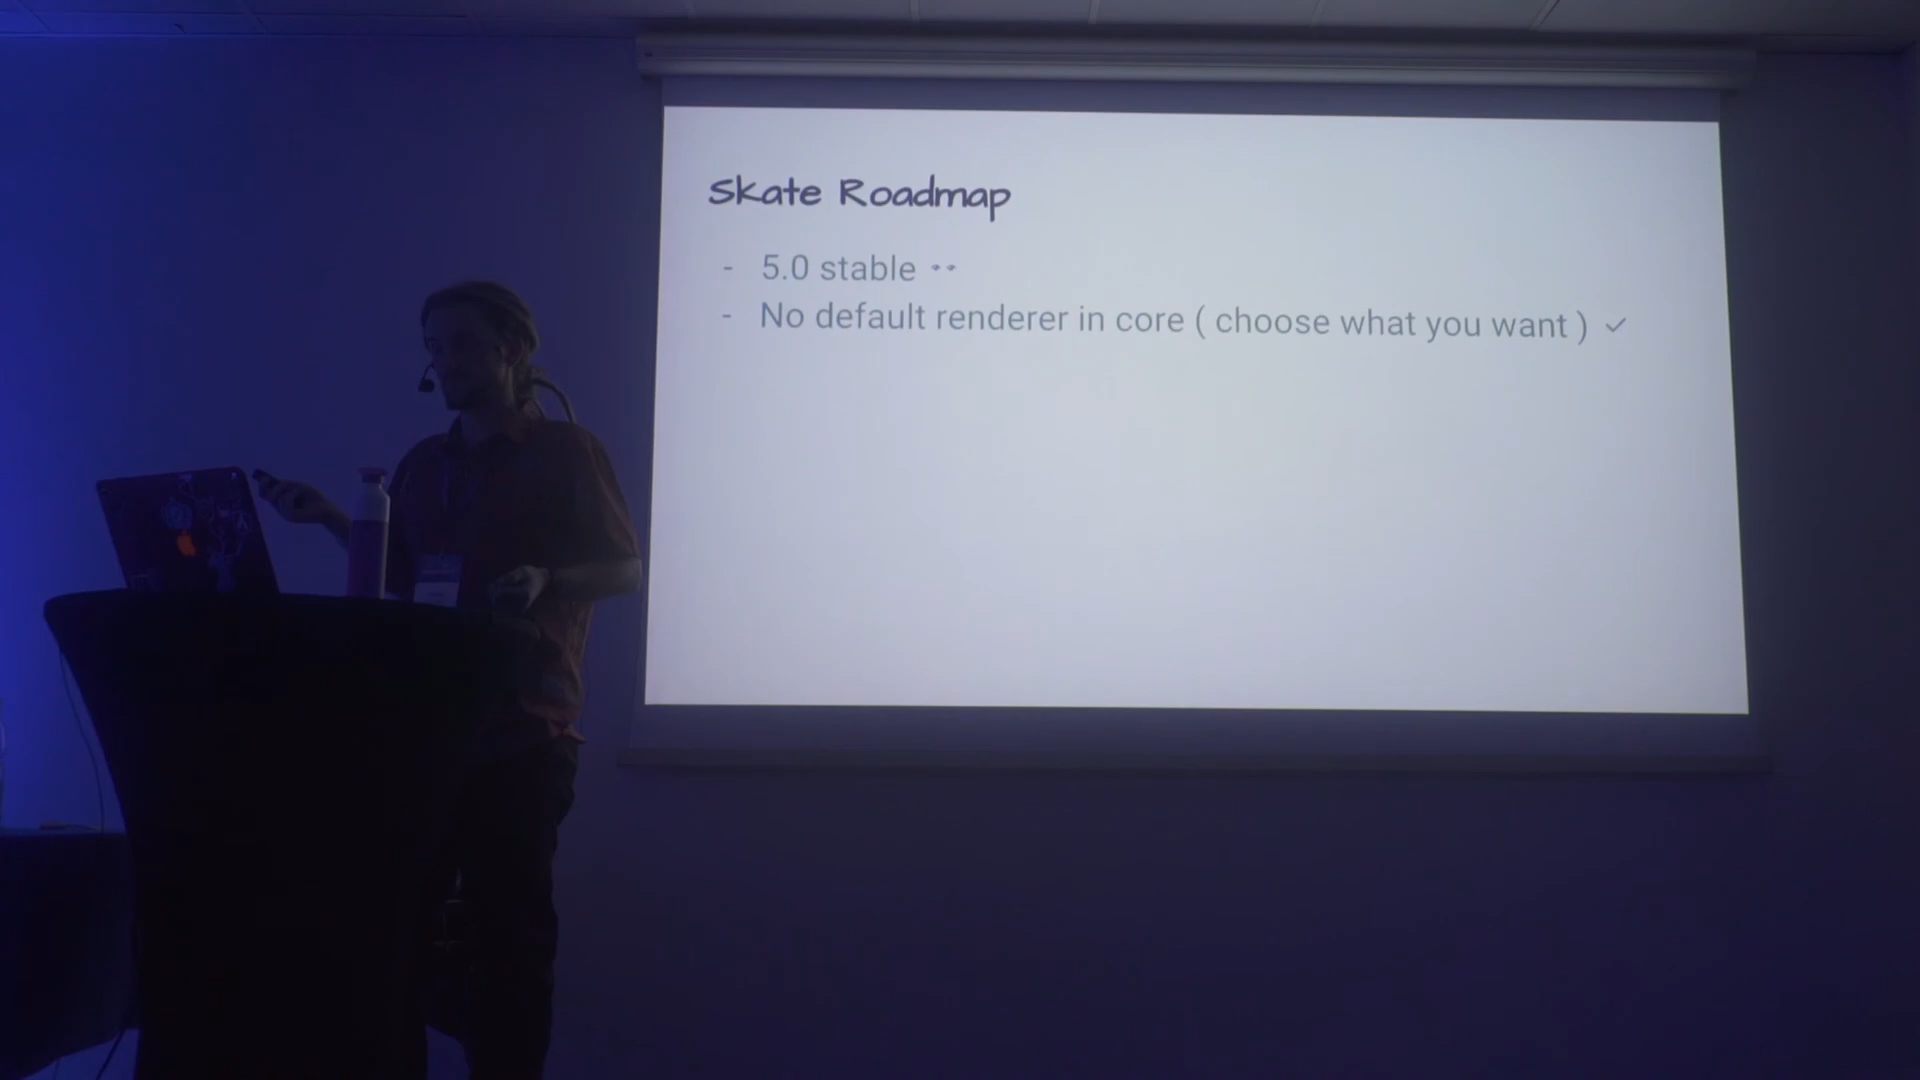 Skate Roadmap
- 5.0 stable
- No default renderer in core ( choose what you want ) ✓